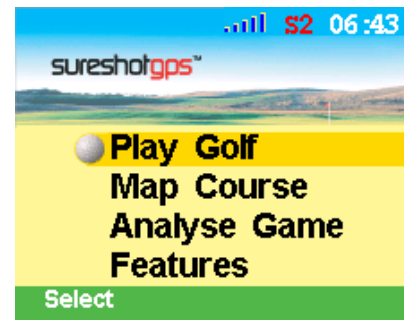 S2 06:43
sureshotgps™
Play Golf
Map Course
Analyse Game
Features
Select